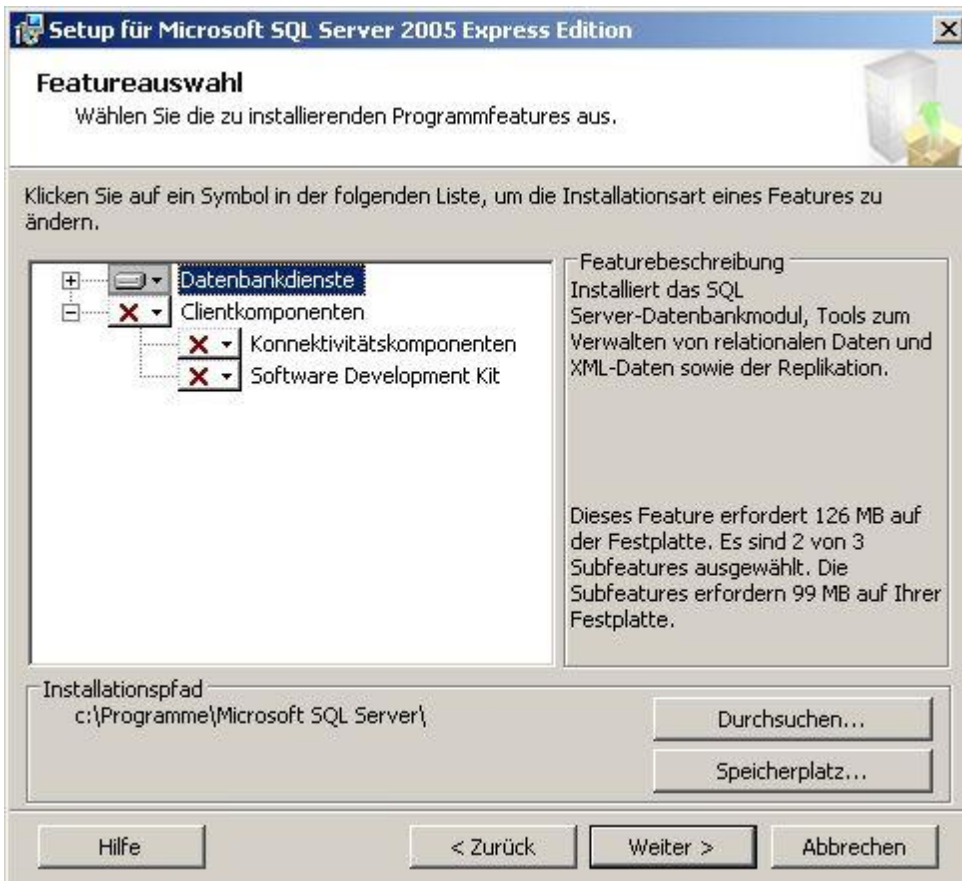 Setup für Microsoft SQL Server 2005 Express Edition
Featureauswahl
Wählen Sie die zu installierenden Programmfeatures aus.
Klicken Sie auf ein Symbol in der folgenden Liste, um die Installationsart eines Features zu
ändern.
Datenbankdienste
Clientkomponenten
Konnektivitätskomponenten
Software Development Kit
Featurebeschreibung
Installiert das SQL
Server-Datenbankmodul, Tools zum
Verwalten von relationalen Daten und
XML-Daten sowie der Replikation.
Dieses Feature erfordert 126 MB auf
der Festplatte. Es sind 2 von 3
Subfeatures ausgewählt. Die
Subfeatures erfordern 99 MB auf Ihrer
Festplatte.
Installationspfad
c:\Programme\Microsoft SQL Server\
Durchsuchen...
Speicherplatz...
Hilfe
< Zurück
Weiter >
Abbrechen